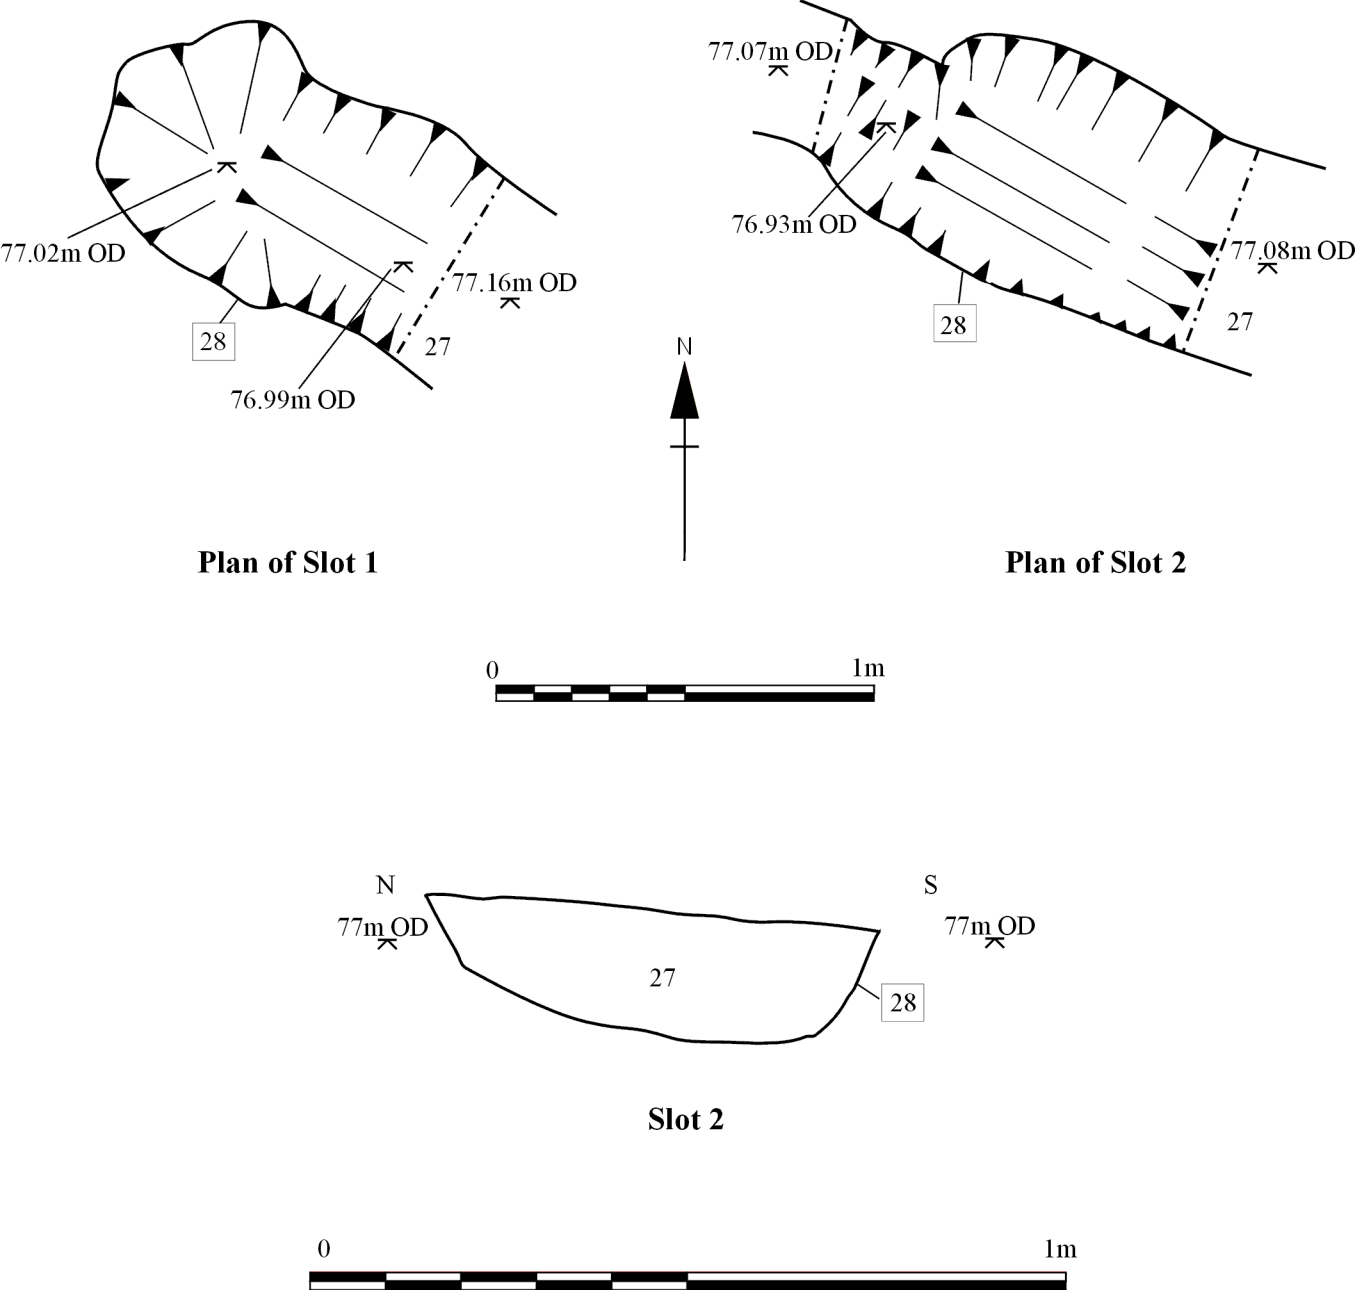 77.07m OD
77.02m OD
77.16m OD
76.93m OD
77.08m OD
28
27
28
27
76.99m OD
N
Plan of Slot 1
Plan of Slot 2
0
1m
N
S
77m OD
77m OD
27
28
Slot 2
0
1m